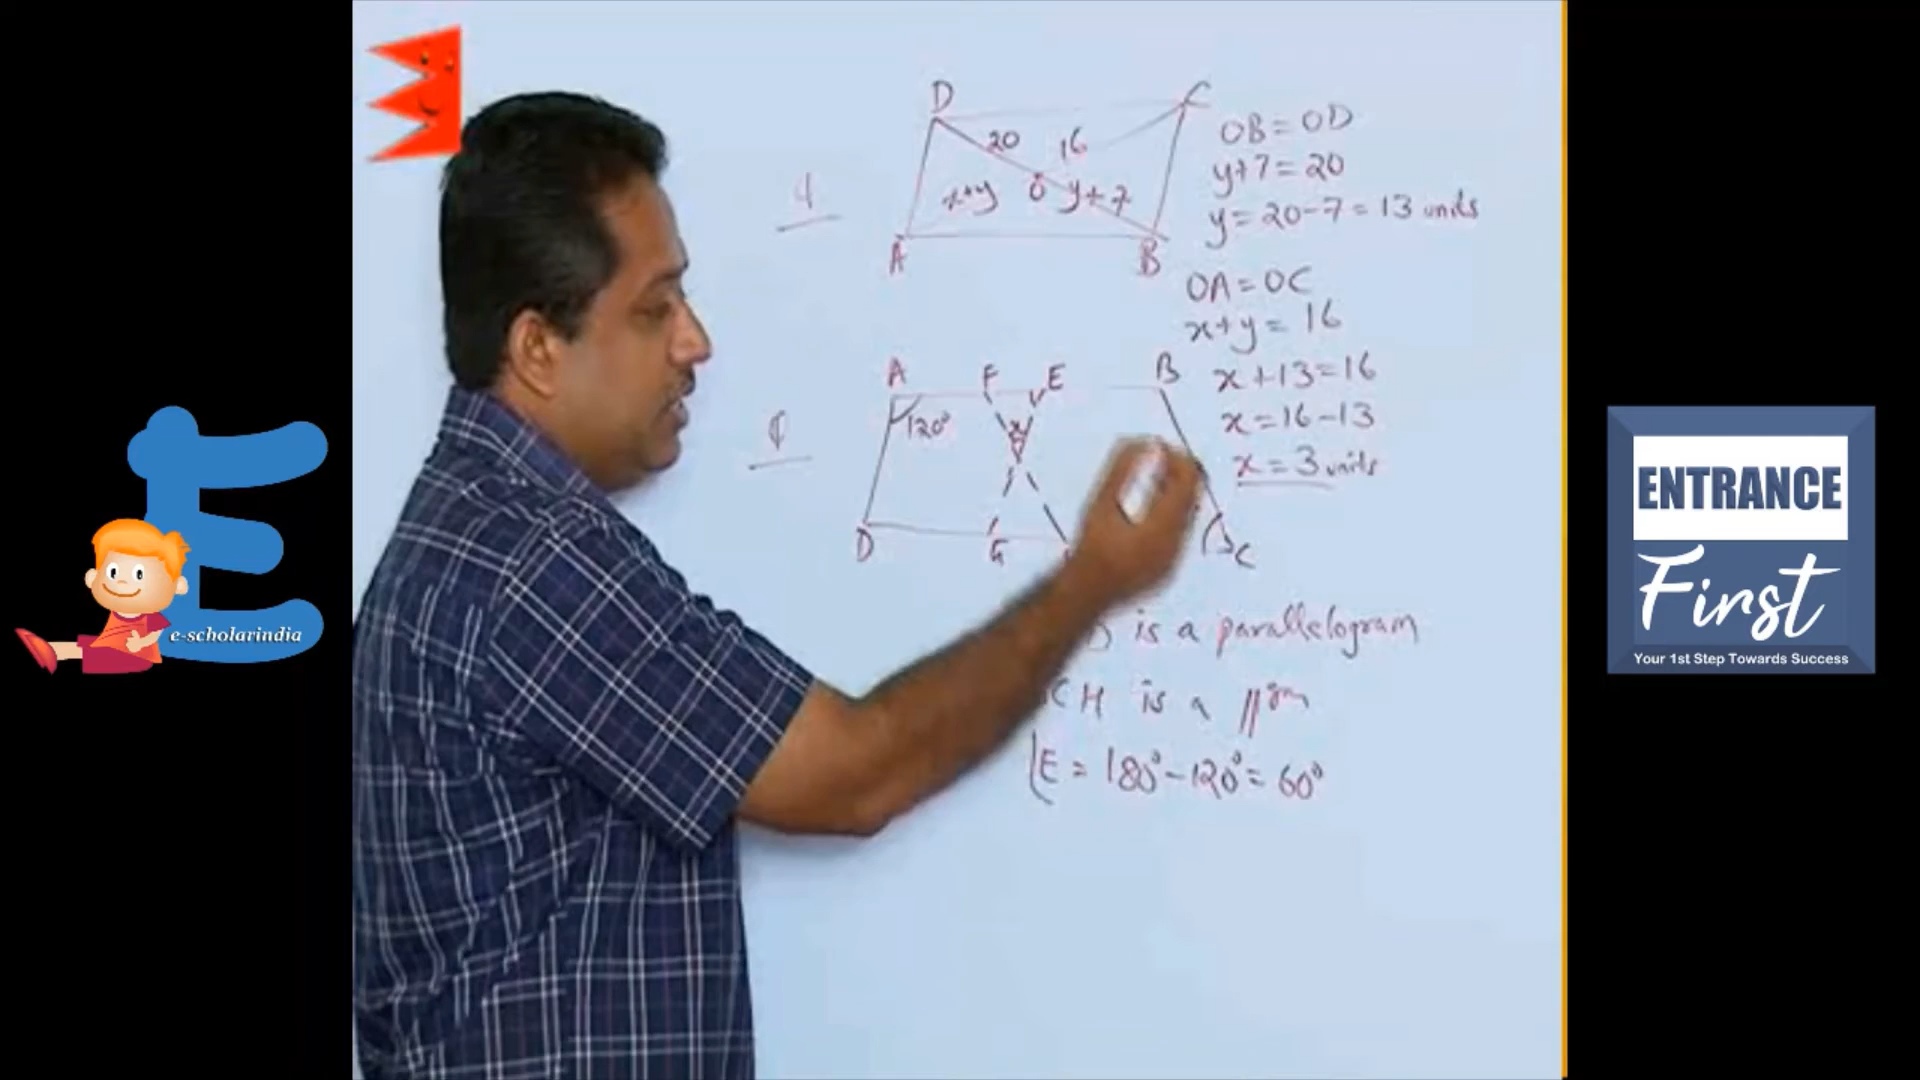 D
C
20
16
x+y
O
y+7
A
B
OB = OD
y+7 = 20
y = 20-7 = 13 units
OA = OC
x+y = 16
x+13 = 16
x = 16-13
x = 3 units
A
F
E
B
120°
x
D
G
C
is a parallelogram
CH is a ||gm
∠E = 180°-120° = 60°
e-scholarindia
ENTRANCE
First
Your 1st Step Towards Success